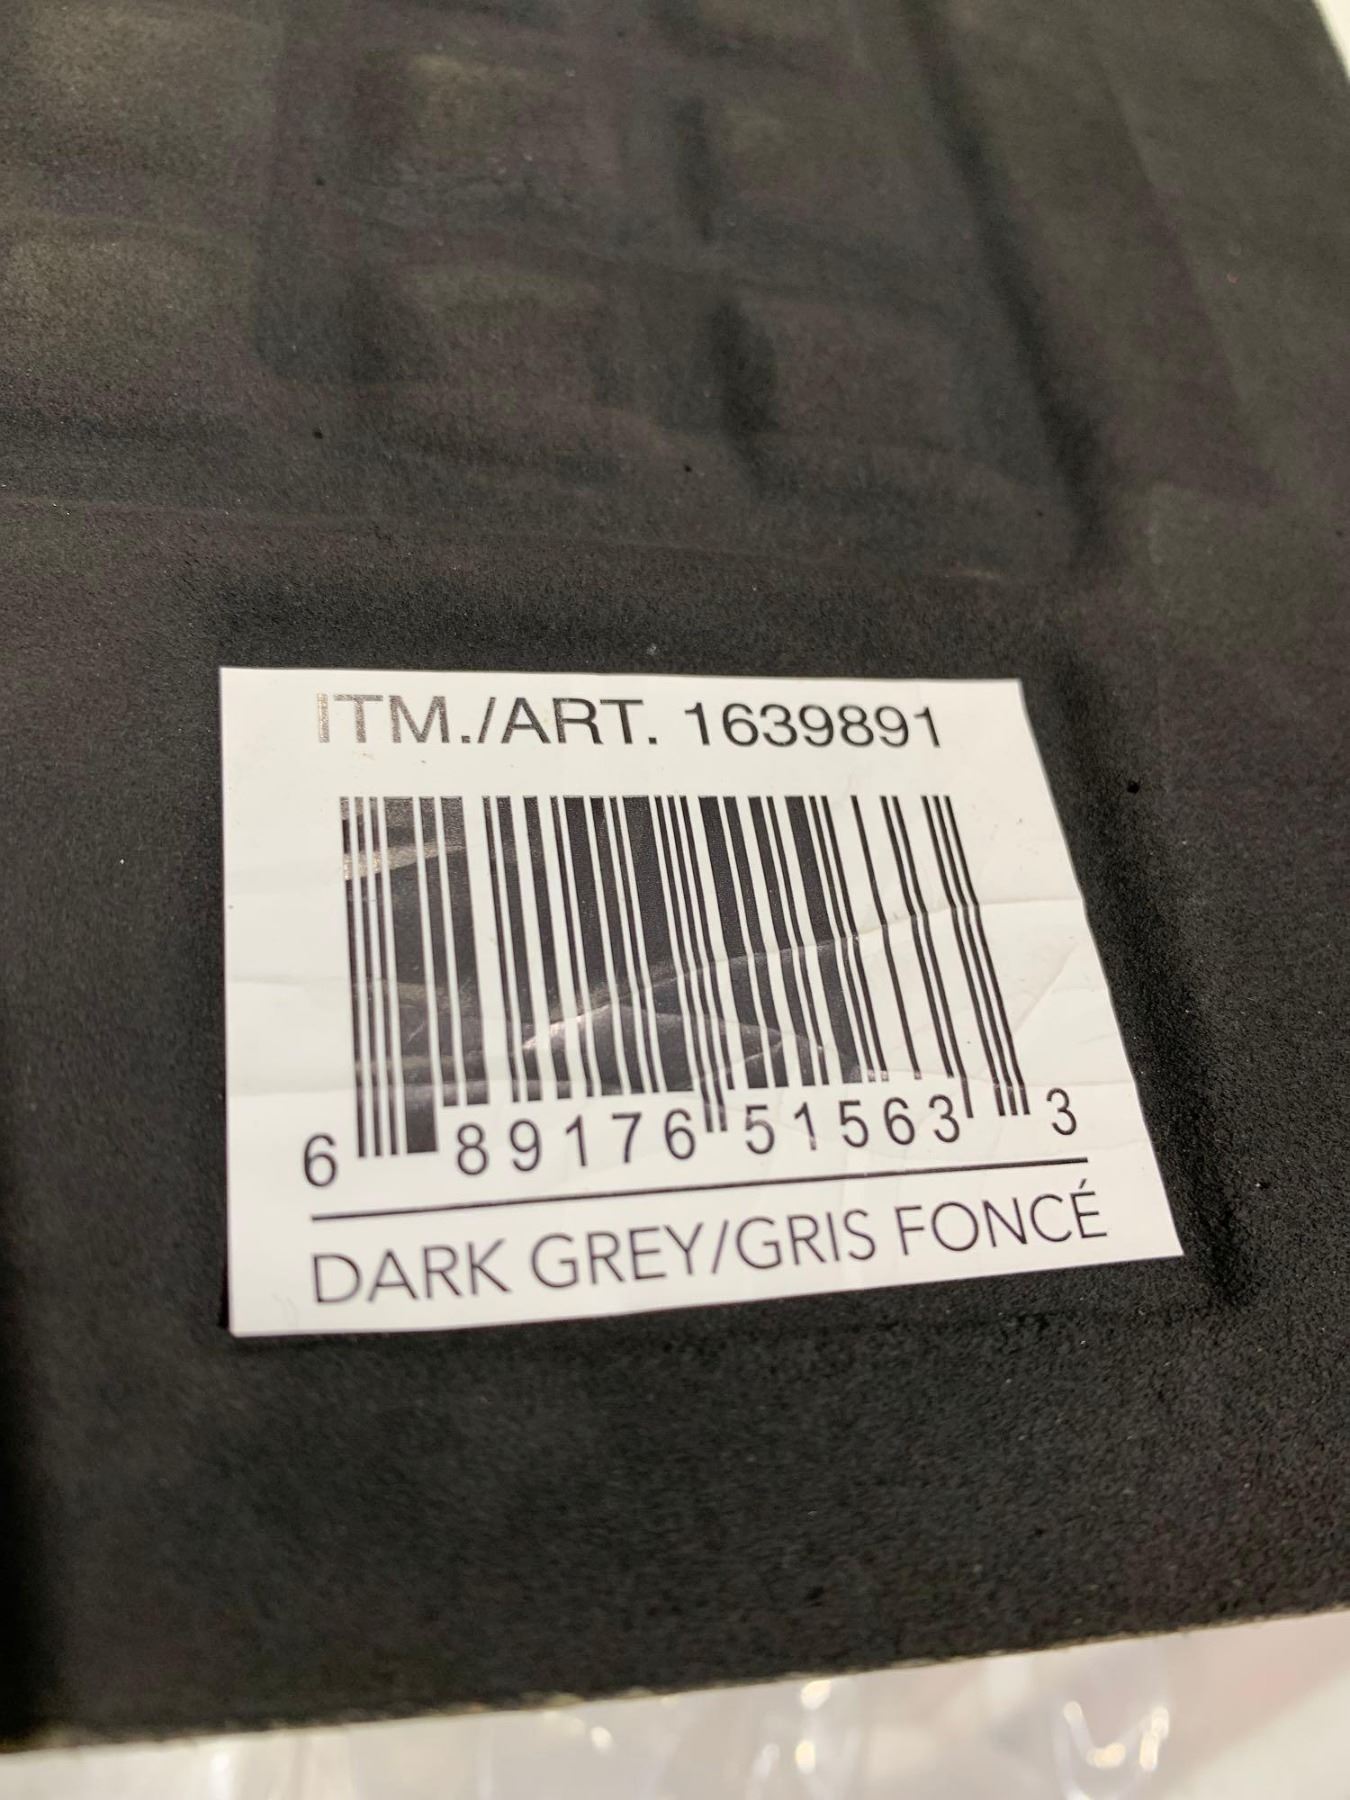 ITM./ART. 1639891
6 89176 51563 3
DARK GREY/GRIS FONCÉ